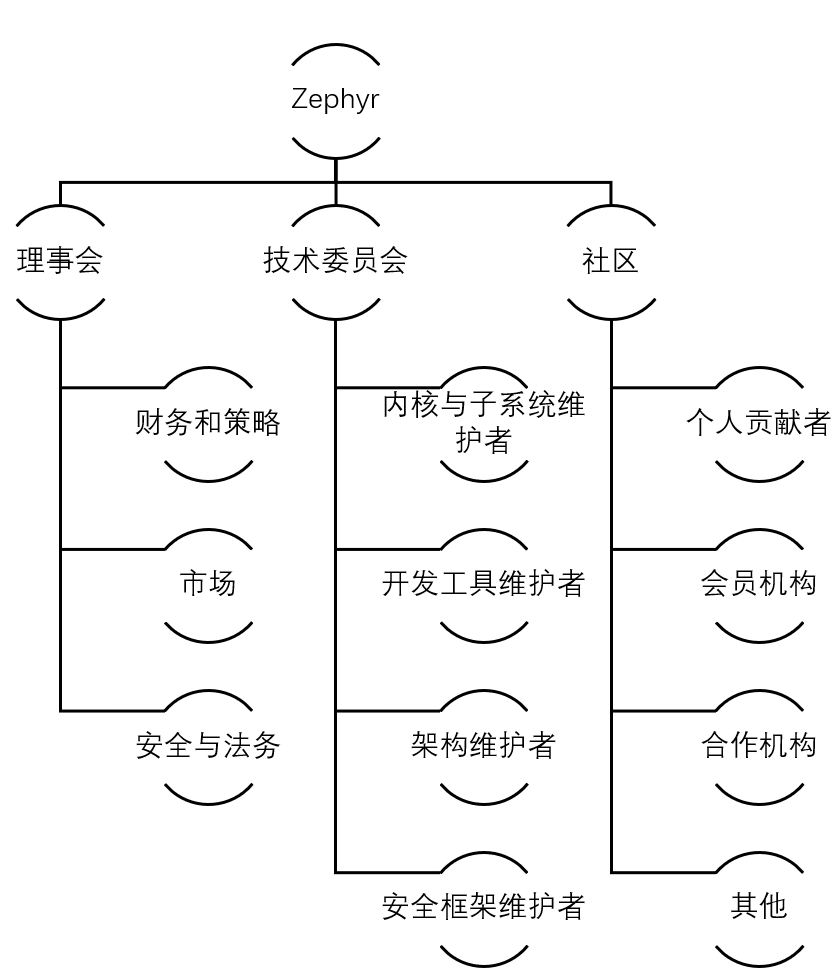 Zephyr
理事会
技术委员会
社区
财务和策略
市场
安全与法务
内核与子系统维
护者
开发工具维护者
架构维护者
安全框架维护者
个人贡献者
会员机构
合作机构
其他